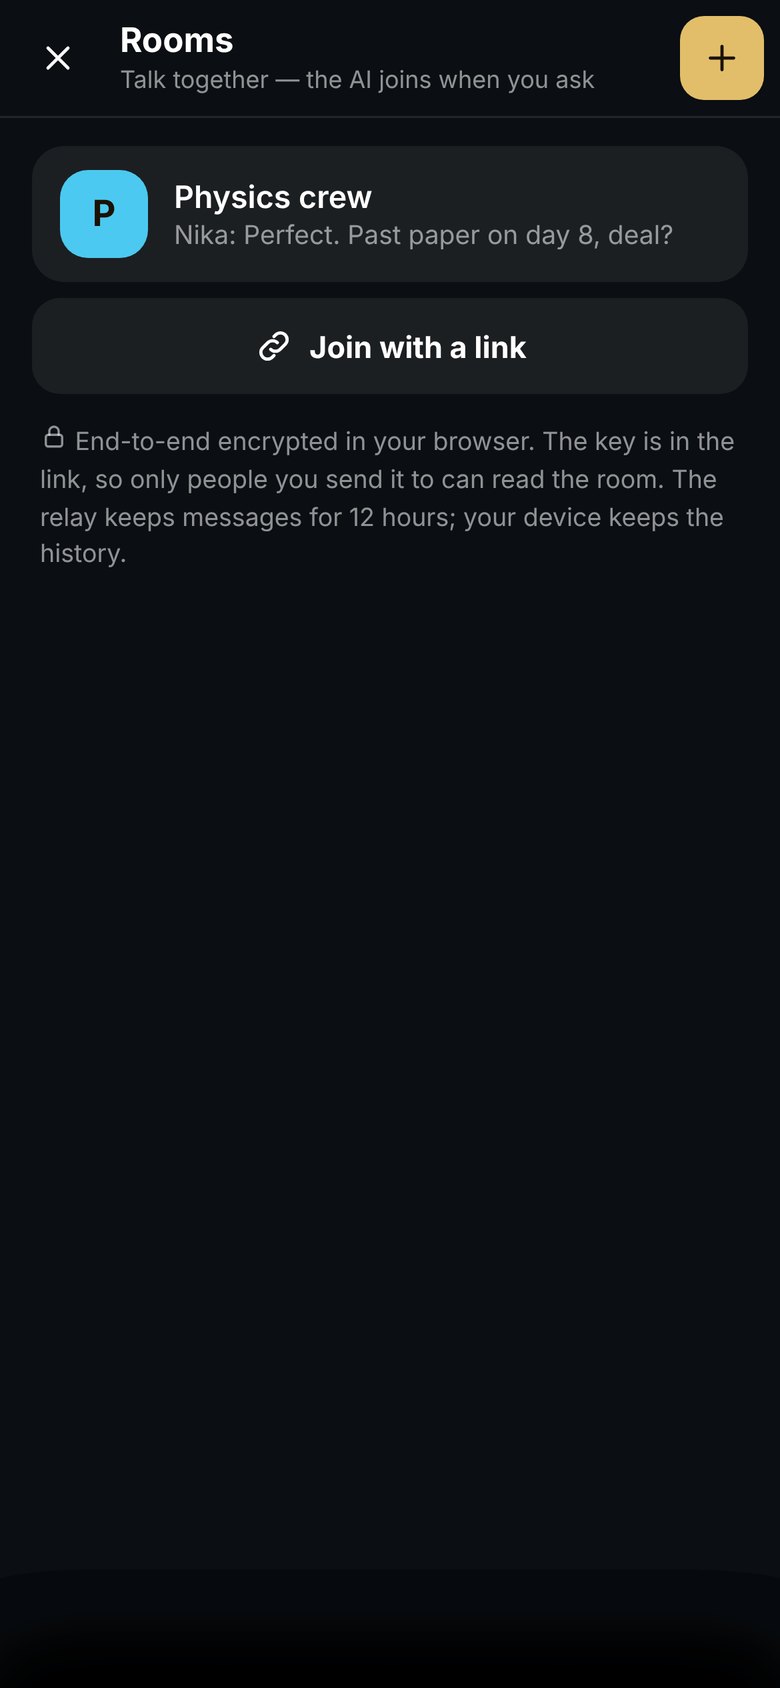 Rooms
Talk together — the AI joins when you ask
P
Physics crew
Nika: Perfect. Past paper on day 8, deal?
Join with a link
End-to-end encrypted in your browser. The key is in the
link, so only people you send it to can read the room. The
relay keeps messages for 12 hours; your device keeps the
history.